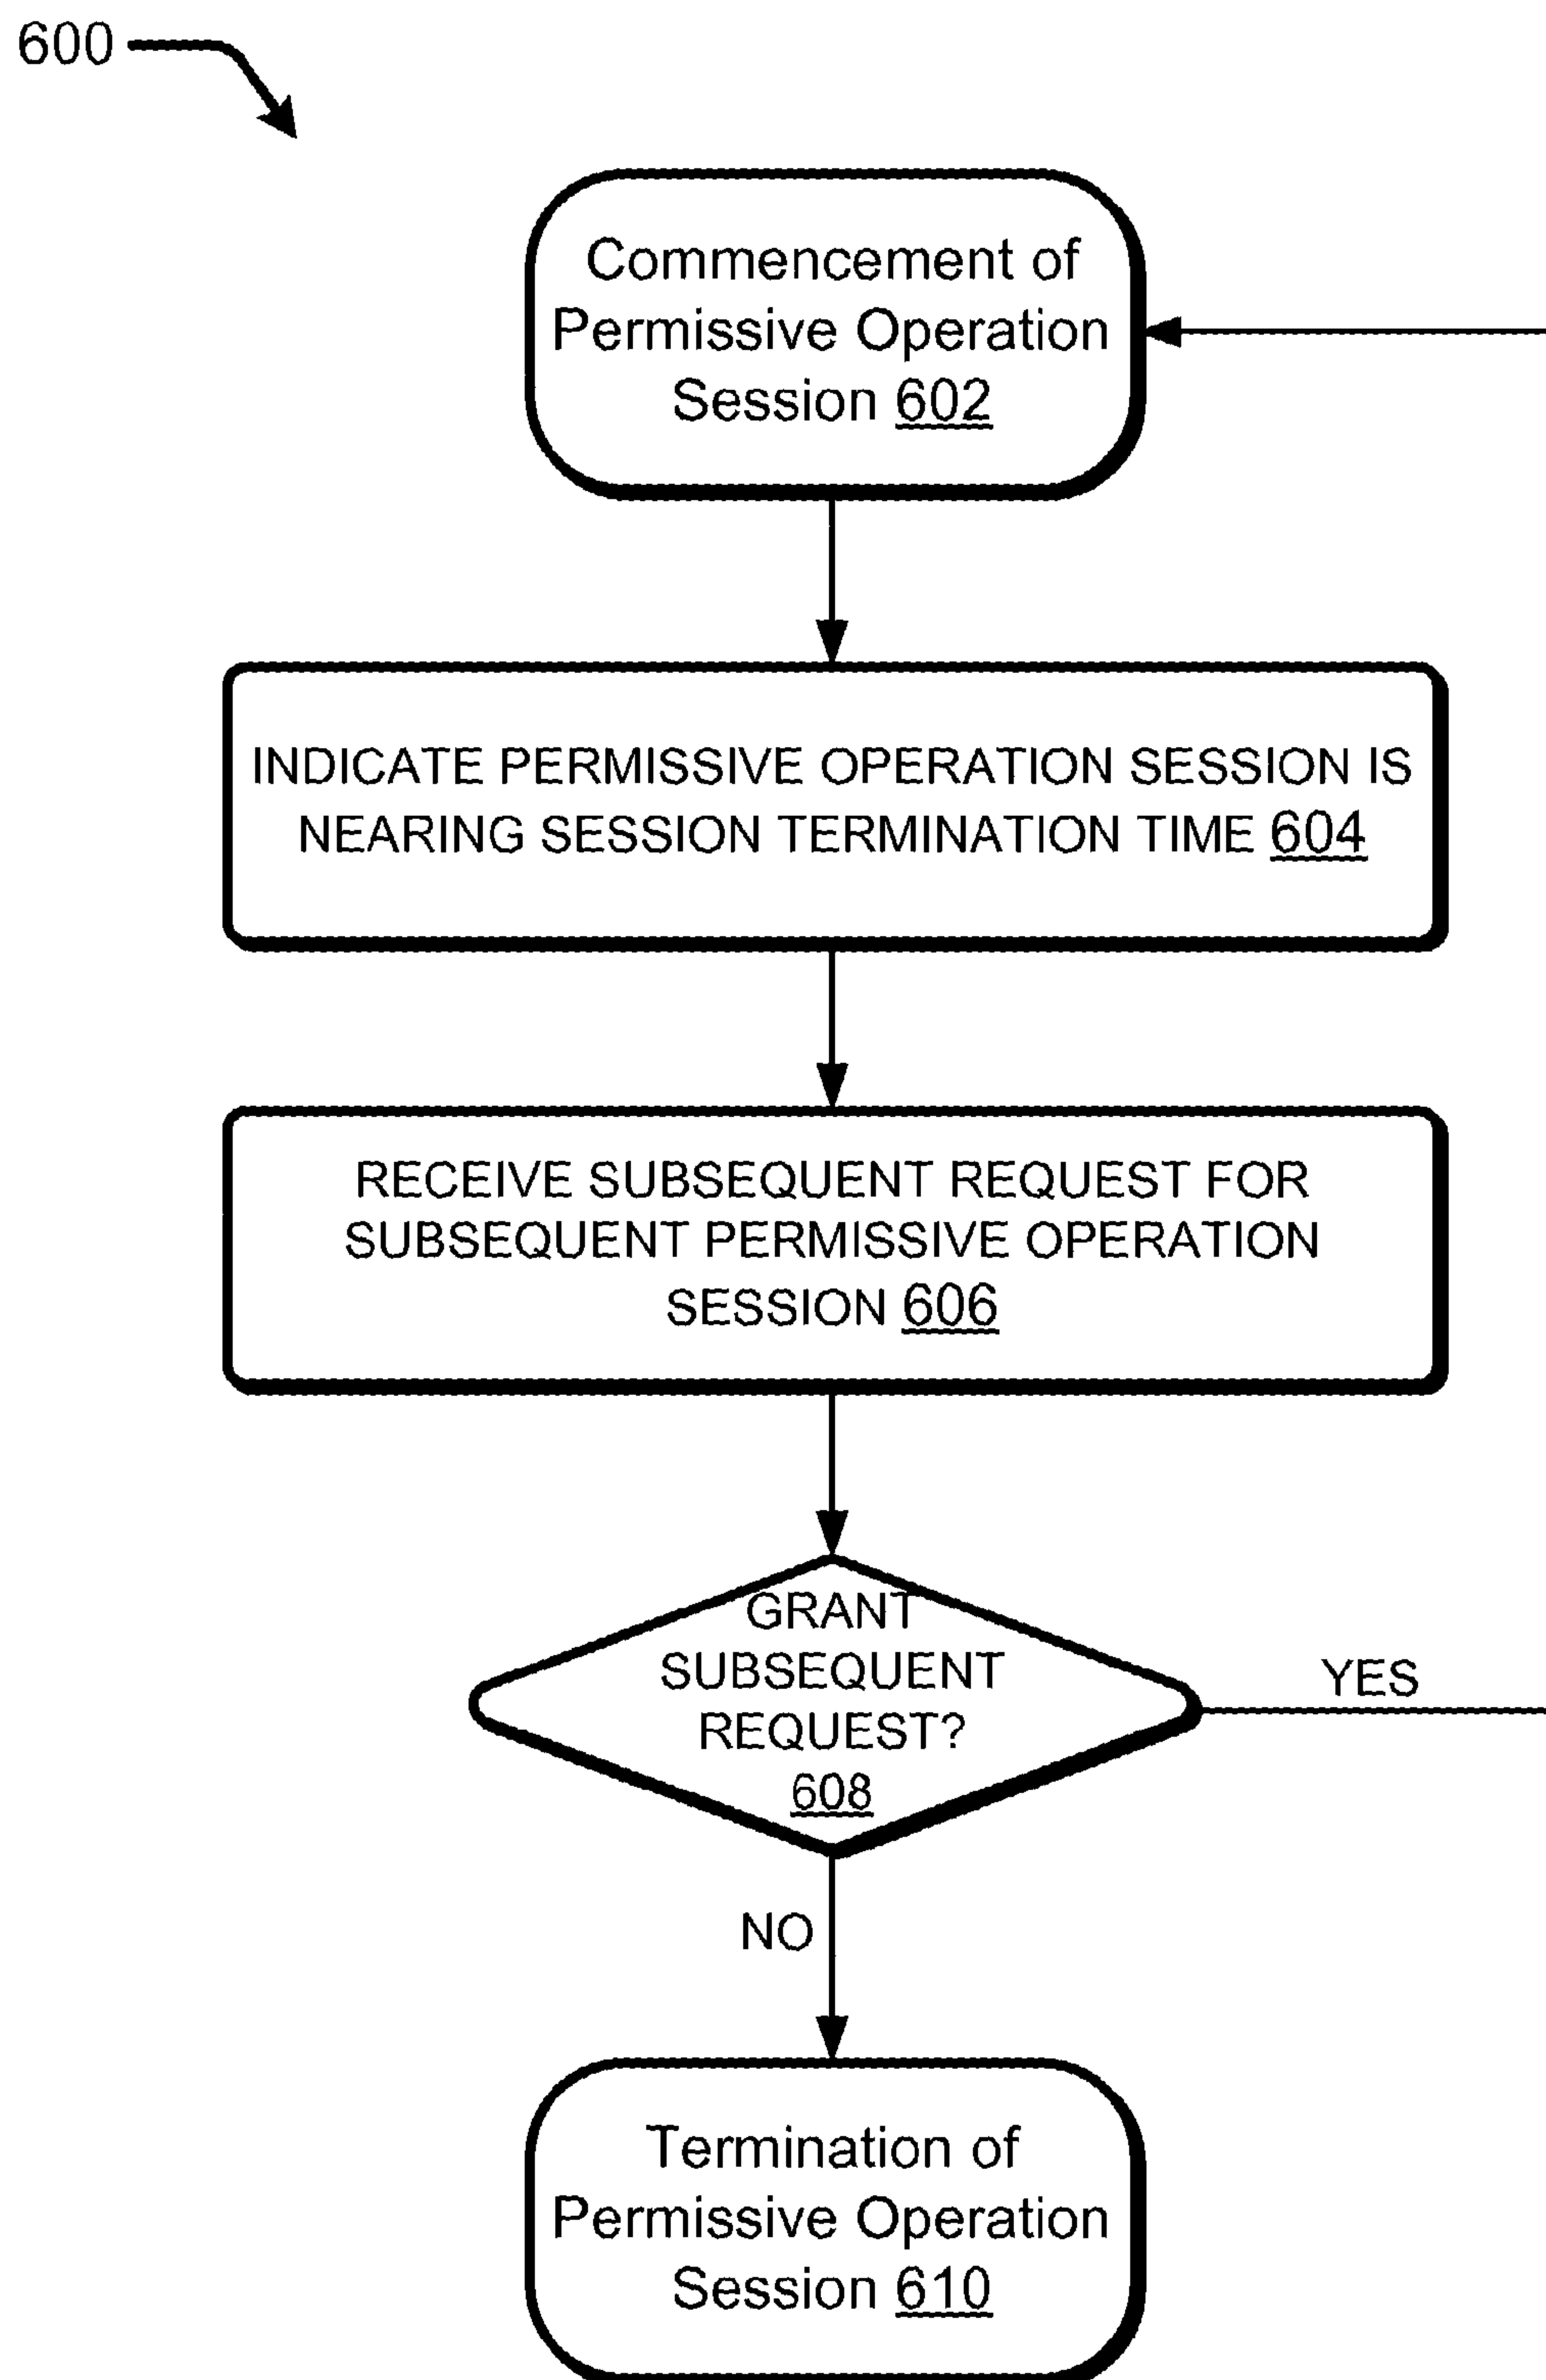 600
Commencement of
Permissive Operation
Session 602
INDICATE PERMISSIVE OPERATION SESSION IS
NEARING SESSION TERMINATION TIME 604
RECEIVE SUBSEQUENT REQUEST FOR
SUBSEQUENT PERMISSIVE OPERATION
SESSION 606
GRANT
SUBSEQUENT
REQUEST?
608
YES
NO
Termination of
Permissive Operation
Session 610